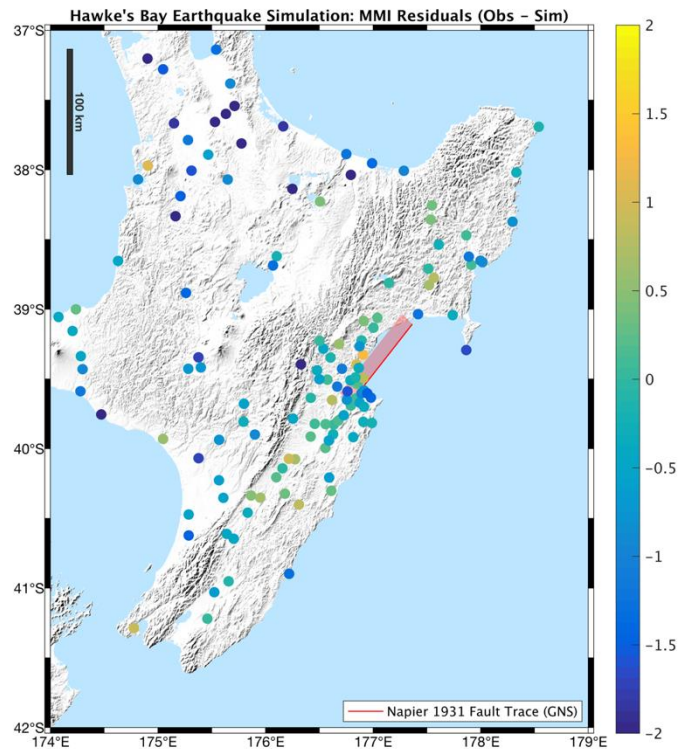 Hawke's Bay Earthquake Simulation: MMI Residuals (Obs - Sim)
37°S
38°S
39°S
40°S
41°S
42°S
100 km
174°E 175°E 176°E 177°E 178°E 179°E
Napier 1931 Fault Trace (GNS)
2
1.5
1
0.5
0
-0.5
-1
-1.5
-2